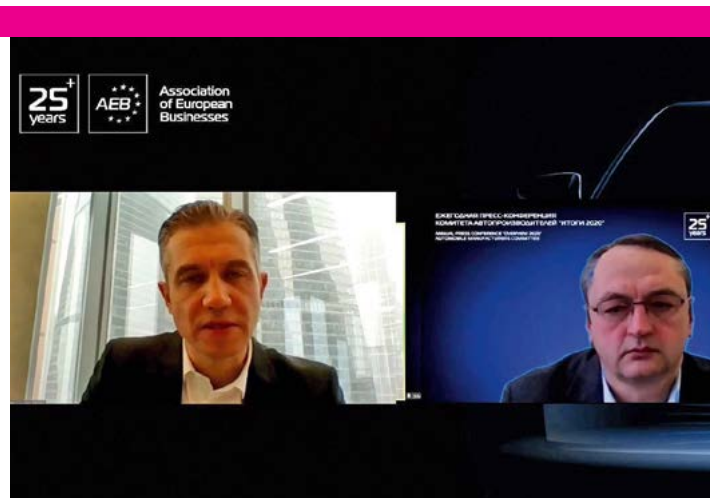 25+
years
AEB
Association
of European
Businesses
ЕЖЕГОДНАЯ ПРЕСС-КОНФЕРЕНЦИЯ
КОМИТЕТА АВТОПРОИЗВОДИТЕЛЕЙ "ИТОГИ 2020"
ANNUAL PRESS CONFERENCE "OVERVIEW 2020"
AUTOMOBILE MANUFACTURERS COMMITTEE
25+
years